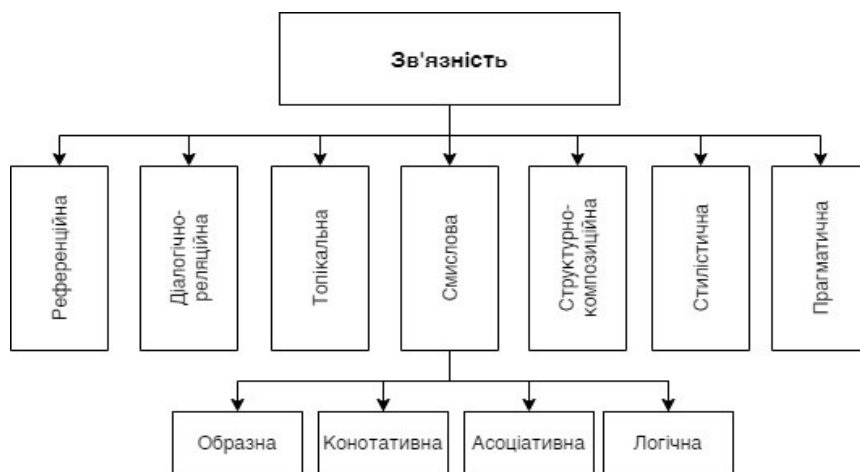 Зв'язність
Референційна
Діалогічно-
реляційна
Топікальна
Смислова
Структурно-
композиційна
Стилістична
Прагматична
Образна
Конотативна
Асоціативна
Логічна